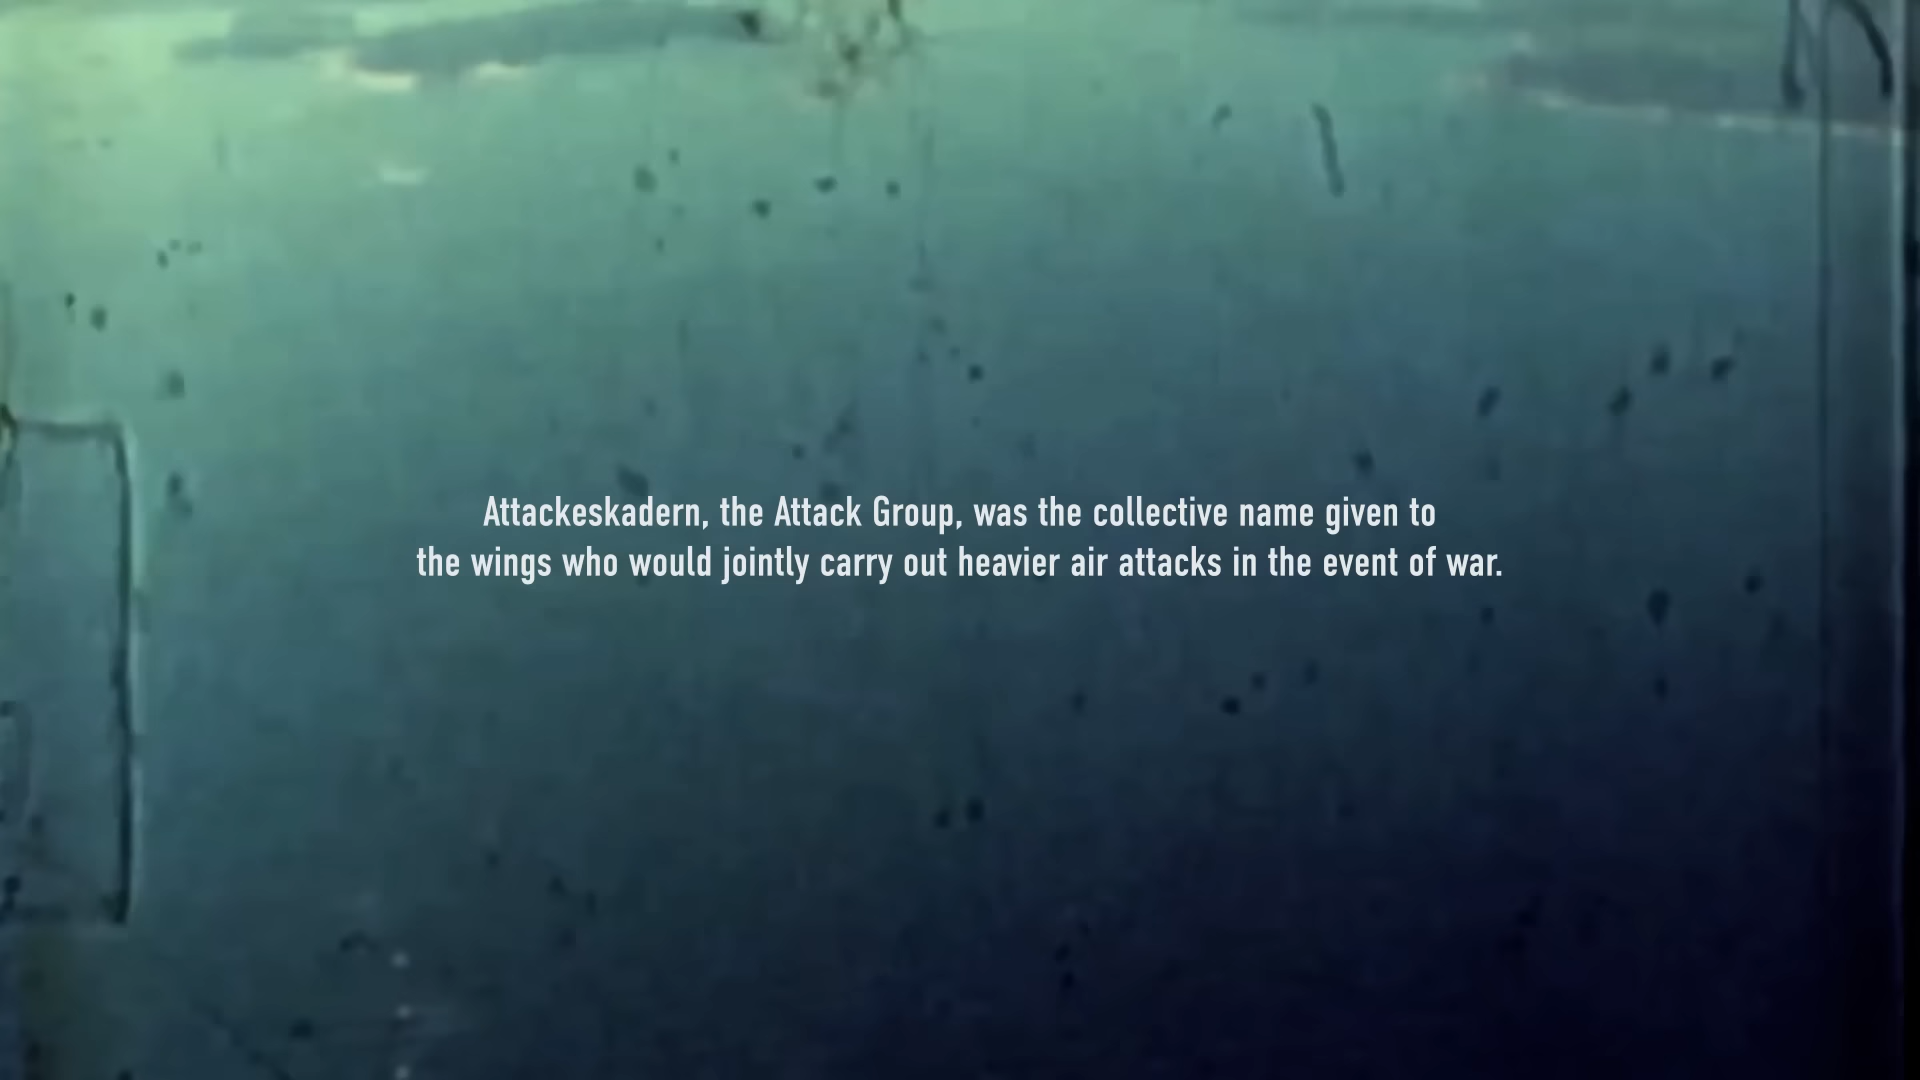 Attackeskadern, the Attack Group, was the collective name given to
the wings who would jointly carry out heavier air attacks in the event of war.